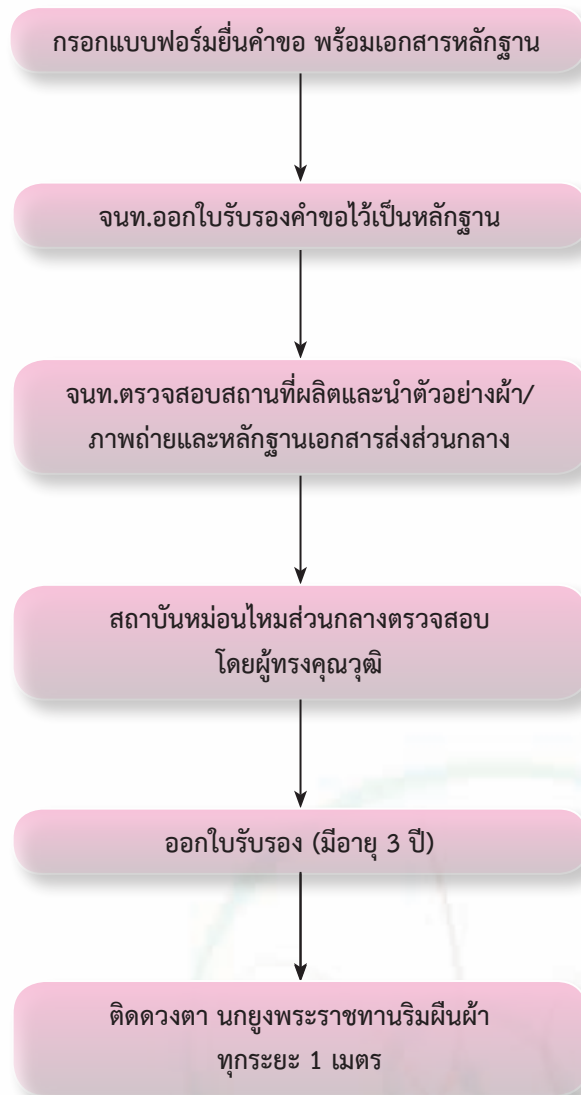 กรอกแบบฟอร์มยื่นคำขอ พร้อมเอกสารหลักฐาน
จนท.ออกใบรับรองคำขอไว้เป็นหลักฐาน
จนท.ตรวจสอบสถานที่ผลิตและนำตัวอย่างผ้า/
ภาพถ่ายและหลักฐานเอกสารส่งส่วนกลาง
สถาบันหม่อนไหมส่วนกลางตรวจสอบ
โดยผู้ทรงคุณวุฒิ
ออกใบรับรอง (มีอายุ 3 ปี)
ติดดวงตา นกยูงพระราชทานริมผืนผ้า
ทุกระยะ 1 เมตร